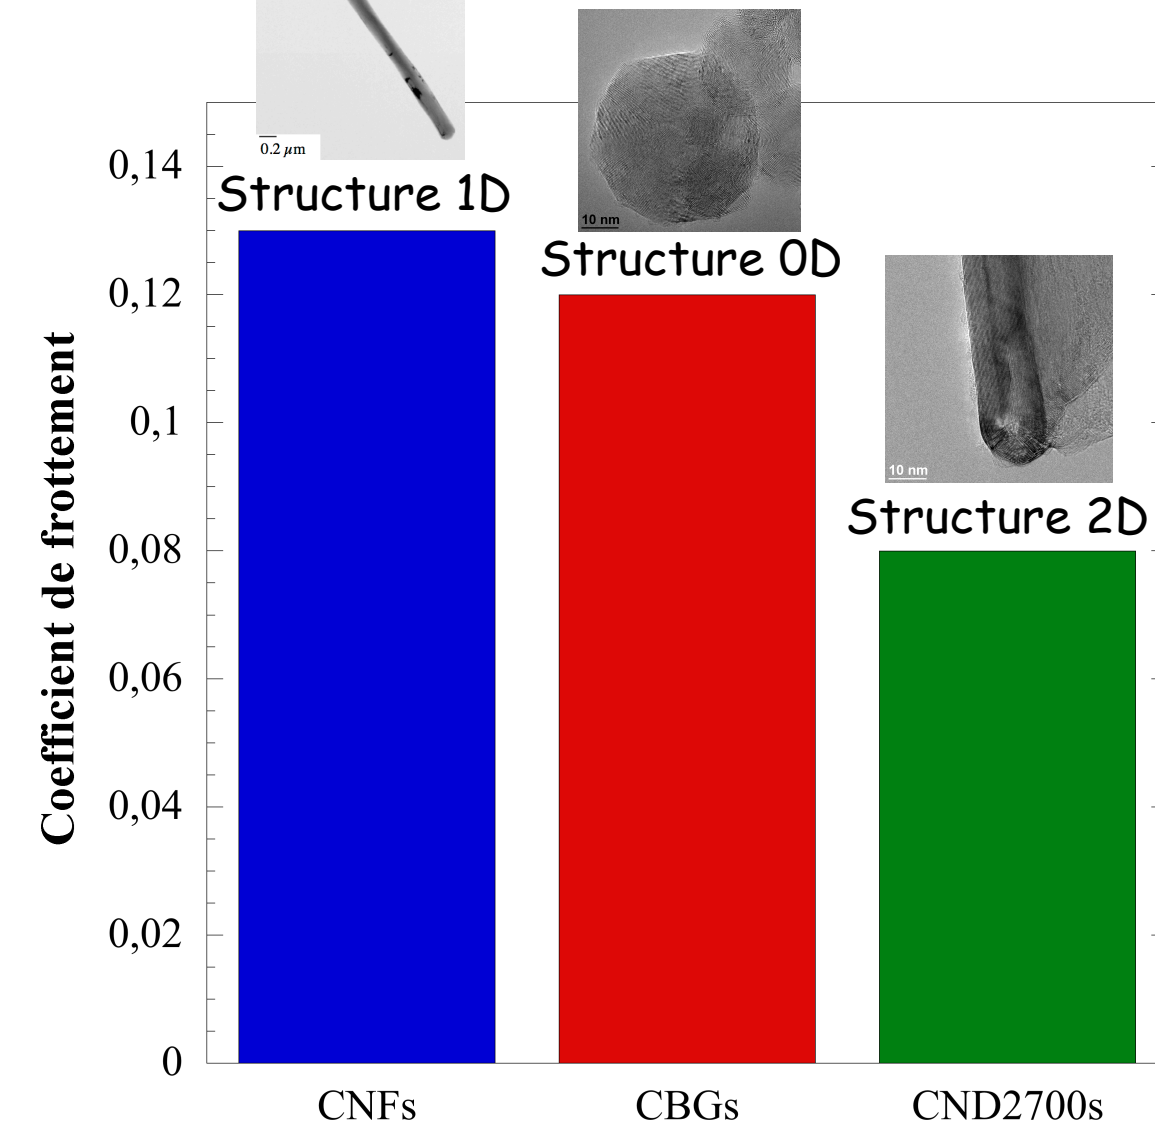 0.2 μm
10 nm
Structure 1D
Structure 0D
10 nm
Structure 2D
Coefficient de frottement
0,14
0,12
0,1
0,08
0,06
0,04
0,02
0
CNFs
CBGs
CND2700s